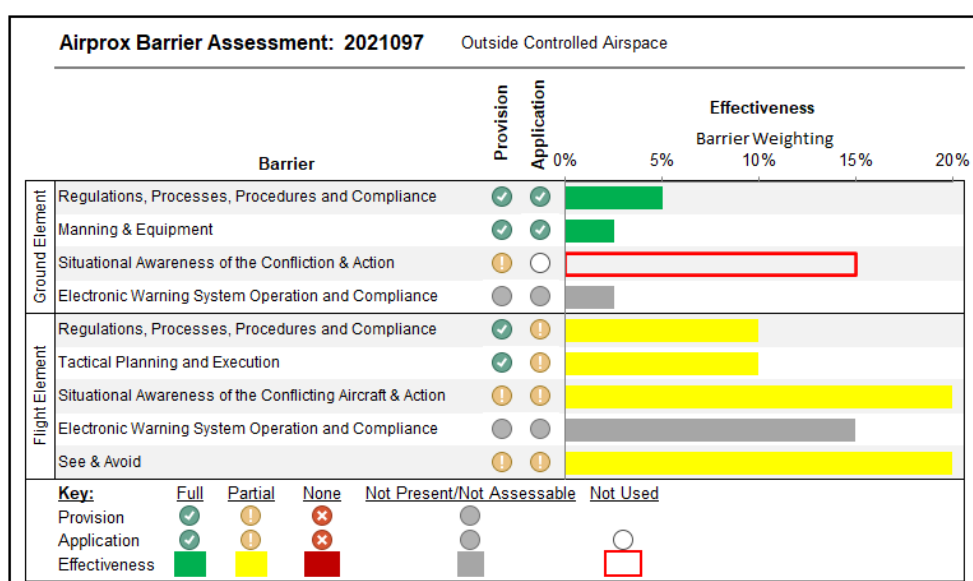 Airprox Barrier Assessment: 2021097 Outside Controlled Airspace
Barrier Provision Application Effectiveness
Barrier Weighting
0% 5% 10% 15% 20%
Ground Element
Regulations, Processes, Procedures and Compliance
Manning & Equipment
Situational Awareness of the Confliction & Action
Electronic Warning System Operation and Compliance
Flight Element
Regulations, Processes, Procedures and Compliance
Tactical Planning and Execution
Situational Awareness of the Conflicting Aircraft & Action
Electronic Warning System Operation and Compliance
See & Avoid
Key: Full Partial None Not Present/Not Assessable Not Used
Provision
Application
Effectiveness